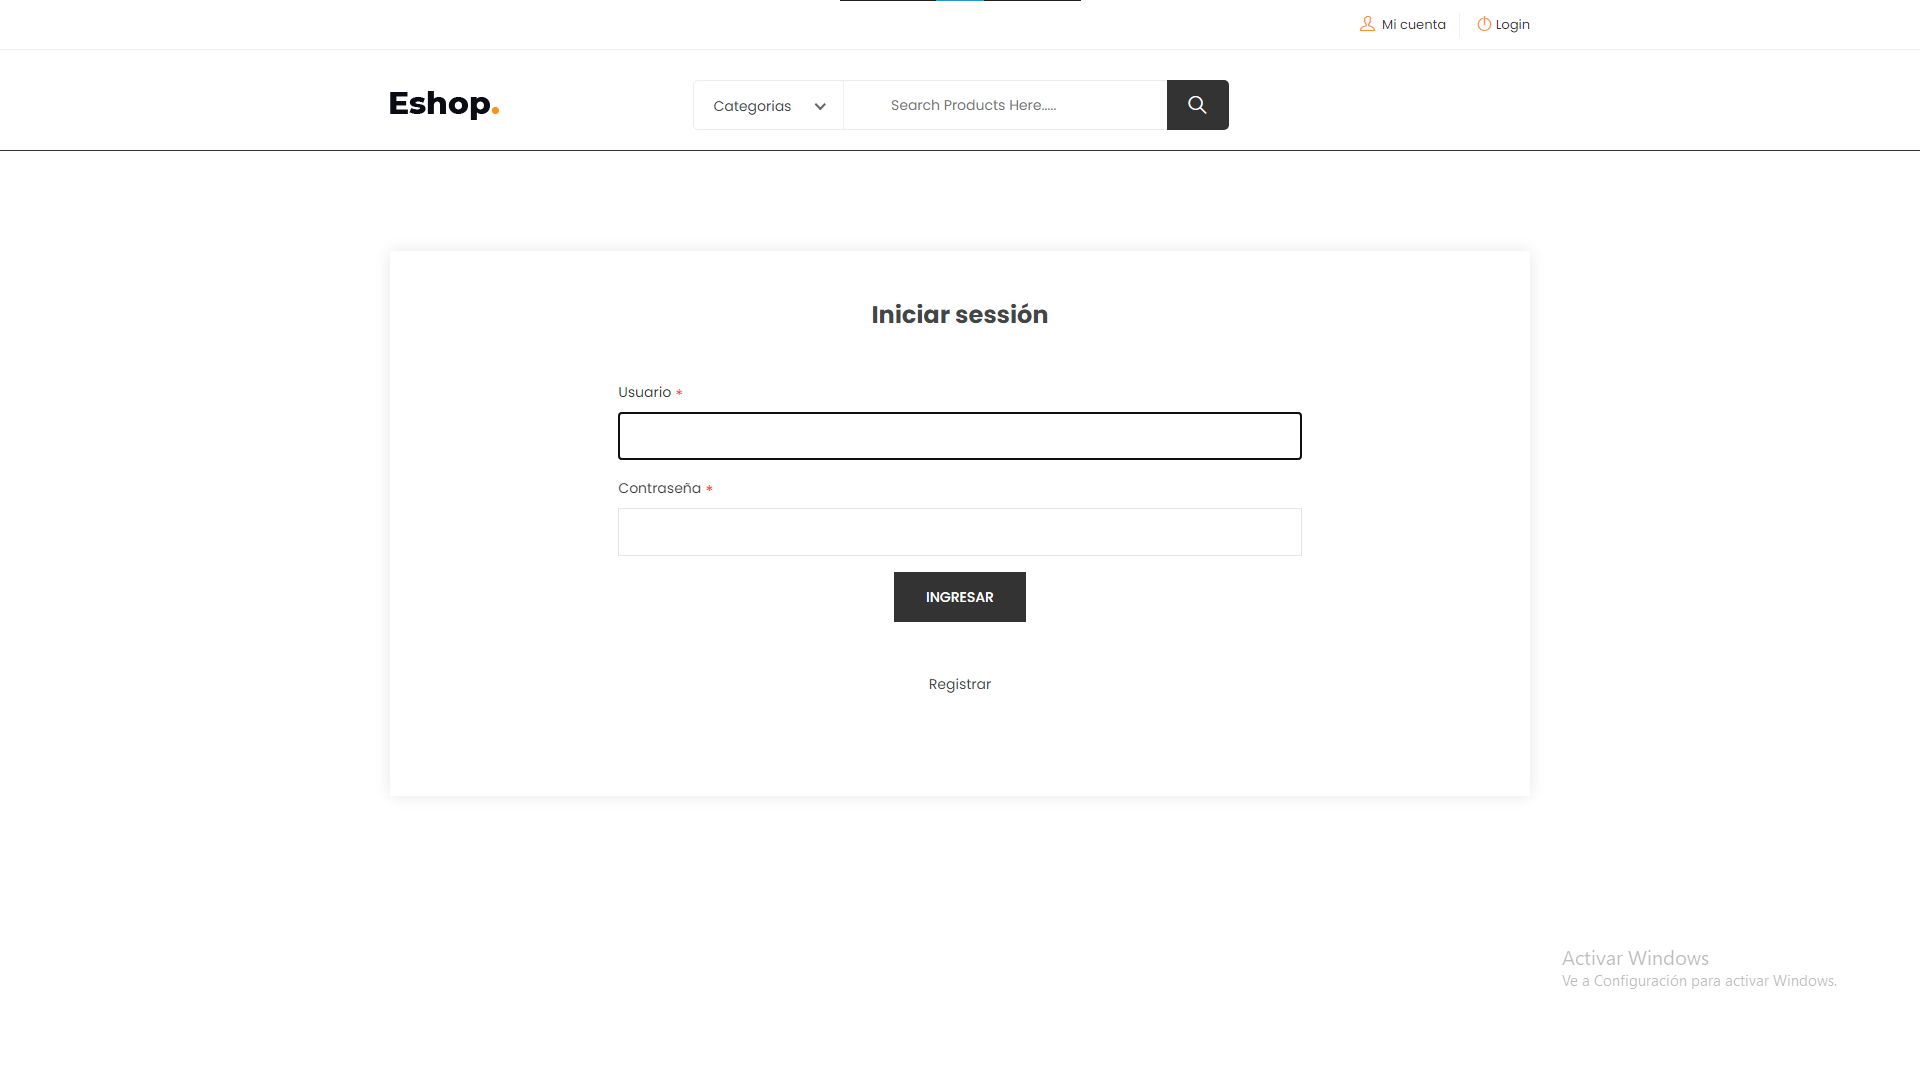 Mi cuenta
Login
Eshop.
Categorias
Search Products Here.....
Iniciar sessión
Usuario *
Contraseña *
INGRESAR
Registrar
Activar Windows
Ve a Configuración para activar Windows.